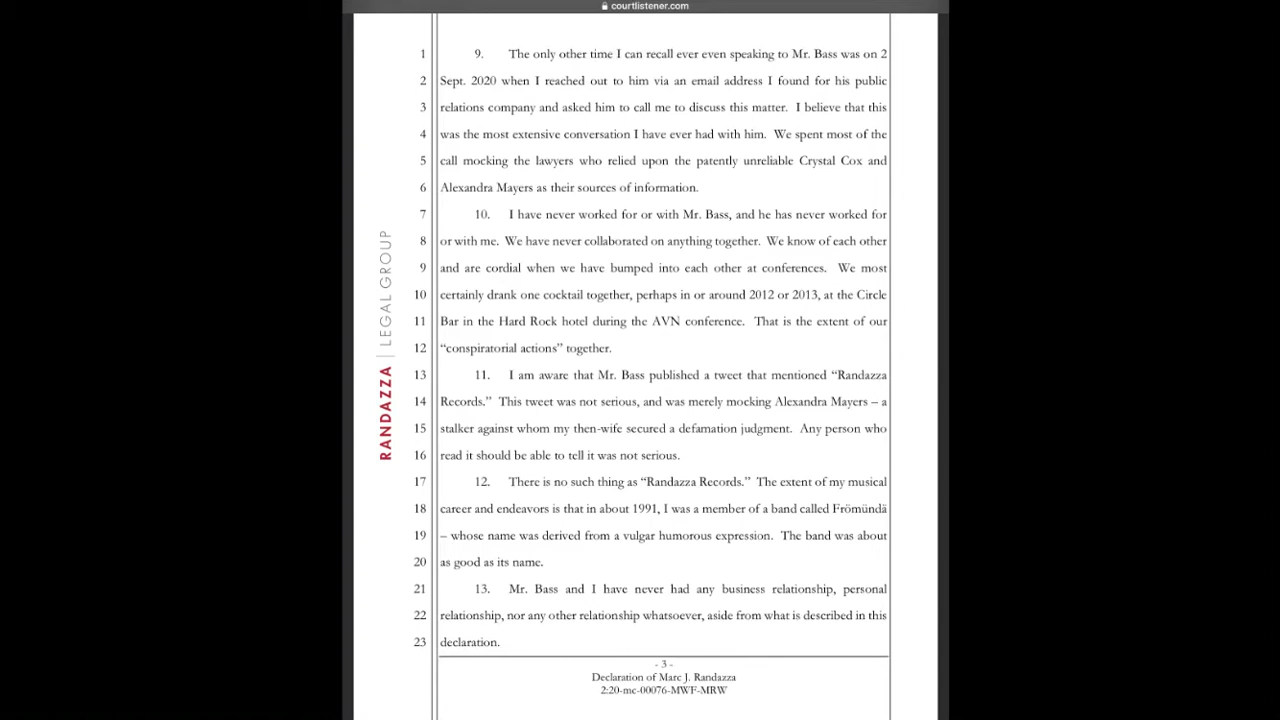 courtlistener.com
1 9. The only other time I can recall ever even speaking to Mr. Bass was on 2
2 Sept. 2020 when I reached out to him via an email address I found for his public
3 relations company and asked him to call me to discuss this matter. I believe that this
4 was the most extensive conversation I have ever had with him. We spent most of the
5 call mocking the lawyers who relied upon the patently unreliable Crystal Cox and
6 Alexandra Mayers as their sources of information.
7 10. I have never worked for or with Mr. Bass, and he has never worked for
8 or with me. We have never collaborated on anything together. We know of each other
9 and are cordial when we have bumped into each other at conferences. We most
10 certainly drank one cocktail together, perhaps in or around 2012 or 2013, at the Circle
11 Bar in the Hard Rock hotel during the AVN conference. That is the extent of our
12 “conspiratorial actions” together.
13 11. I am aware that Mr. Bass published a tweet that mentioned “Randazza
14 Records.” This tweet was not serious, and was merely mocking Alexandra Mayers – a
15 stalker against whom my then-wife secured a defamation judgment. Any person who
16 read it should be able to tell it was not serious.
17 12. There is no such thing as “Randazza Records.” The extent of my musical
18 career and endeavors is that in about 1991, I was a member of a band called Frömündä
19 – whose name was derived from a vulgar humorous expression. The band was about
20 as good as its name.
21 13. Mr. Bass and I have never had any business relationship, personal
22 relationship, nor any other relationship whatsoever, aside from what is described in this
23 declaration.
RANDAZZA | LEGAL GROUP
- 3 -
Declaration of Marc J. Randazza
2:20-mc-00076-MWF-MRW